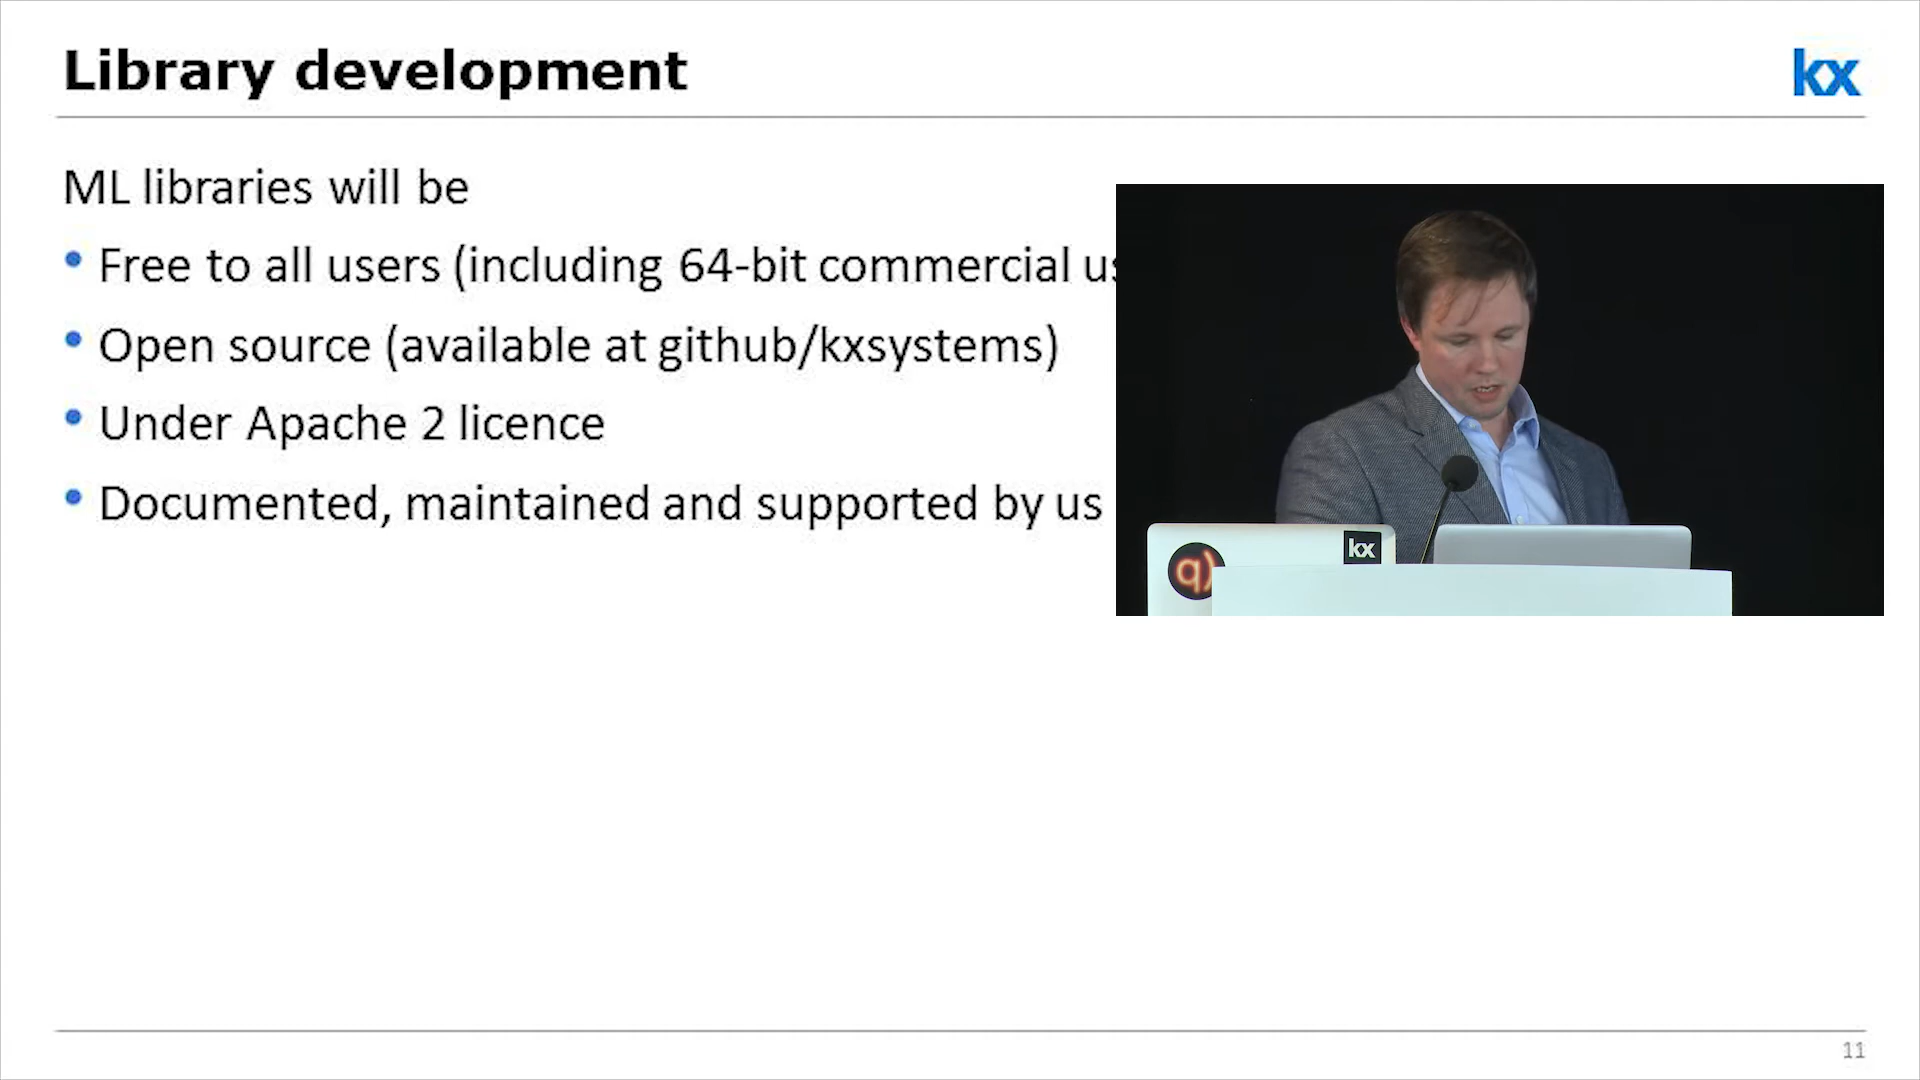 Library development
kx
ML libraries will be
• Free to all users (including 64-bit commercial
• Open source (available at github/kxsystems)
• Under Apache 2 licence
• Documented, maintained and supported by us
kx
q)
11